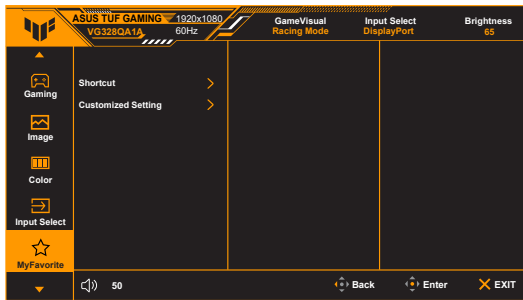 ASUS TUF GAMING
VG328QA1A
1920x1080
60Hz
GameVisual
Racing Mode
Input Select
DisplayPort
Brightness
65
Gaming
Image
Color
Input Select
MyFavorite
Shortcut
Customized Setting
50
Back
Enter
EXIT